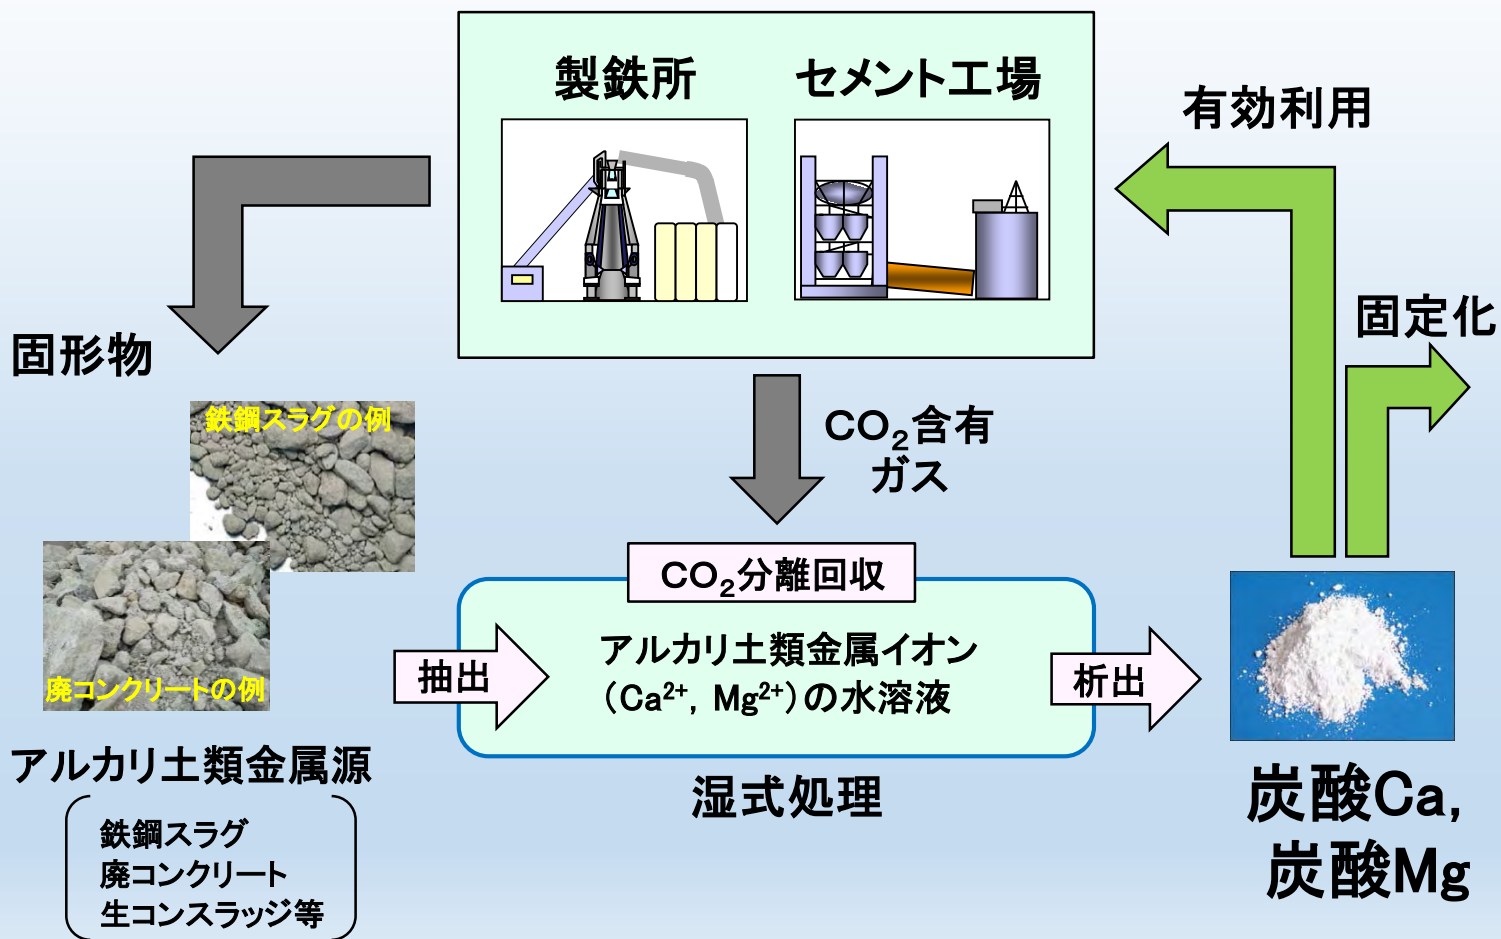 製鉄所
セメント工場
有効利用
固定化
固形物
鉄鋼スラグの例
CO₂含有
ガス
CO₂分離回収
廃コンクリートの例
抽出
アルカリ土類金属イオン
（Ca²⁺, Mg²⁺）の水溶液
析出
アルカリ土類金属源
鉄鋼スラグ
廃コンクリート
生コンスラッジ等
湿式処理
炭酸Ca,
炭酸Mg